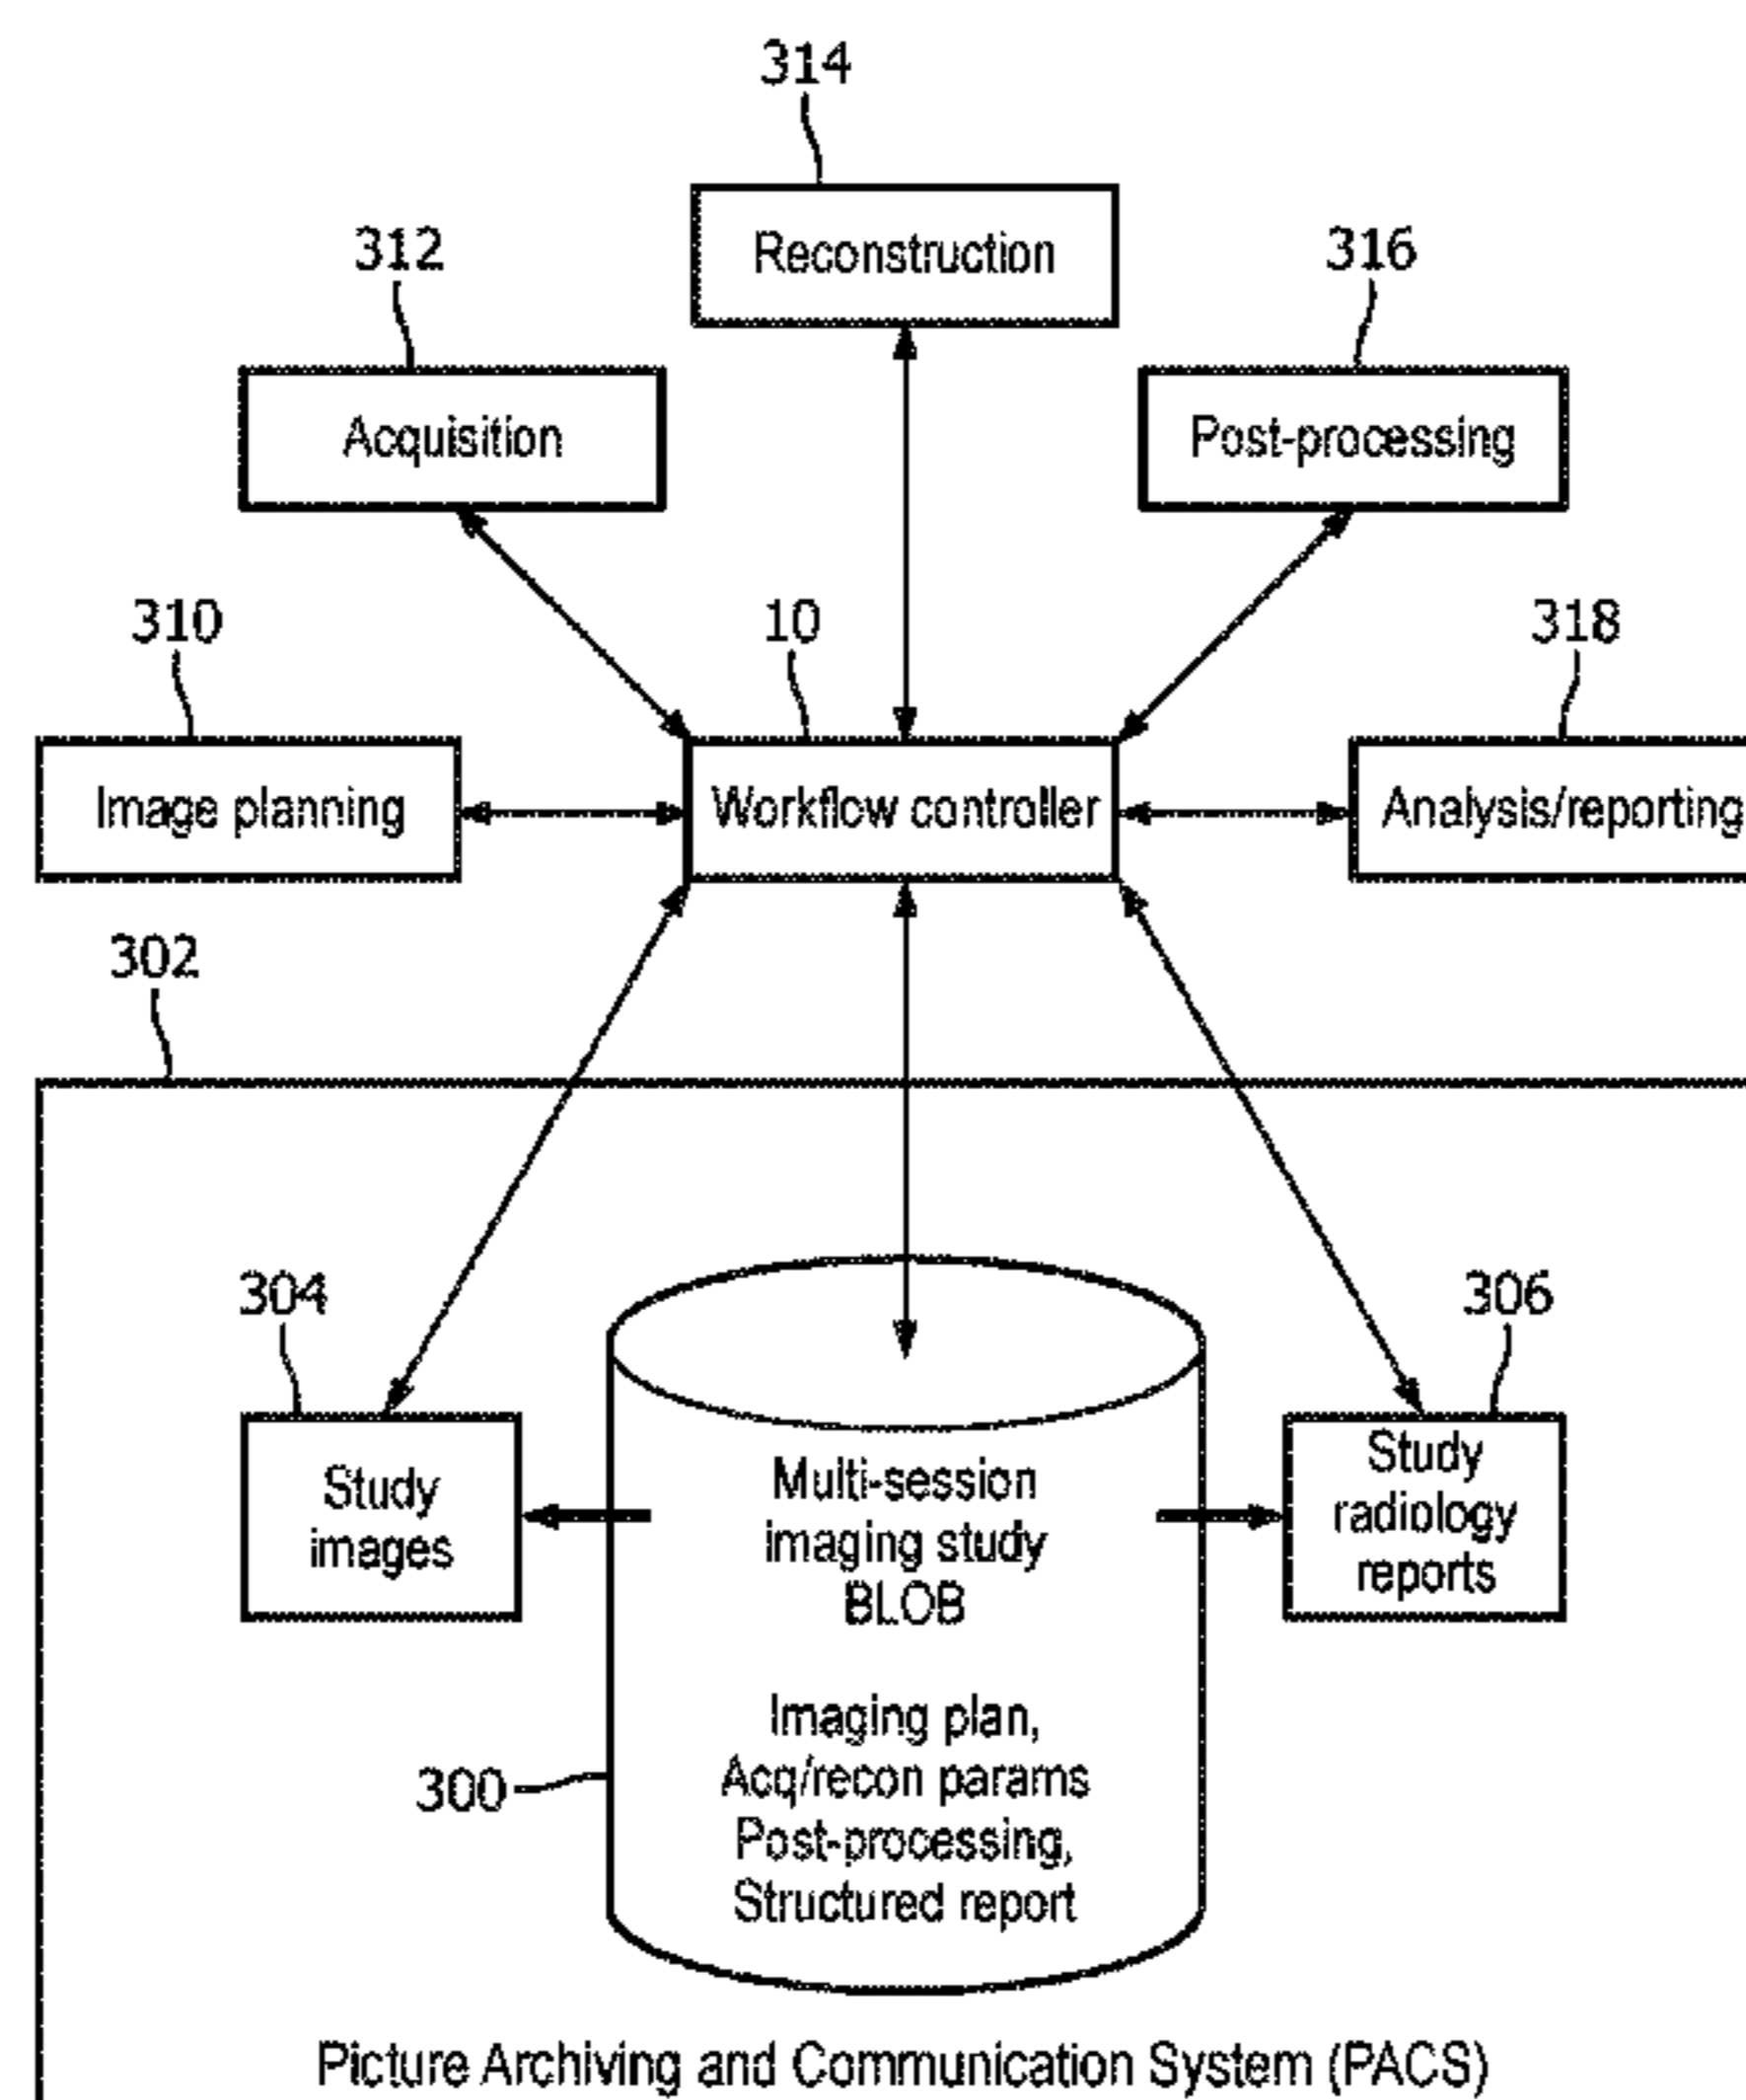 314
Reconstruction
312
Acquisition
316
Post-processing
310
Image planning
10
Workflow controller
318
Analysis/reporting
302
304
Study
images
Multi-session
imaging study
BLOB
Imaging plan,
Acq/recon params
Post-processing,
Structured report
300
306
Study
radiology
reports
Picture Archiving and Communication System (PACS)